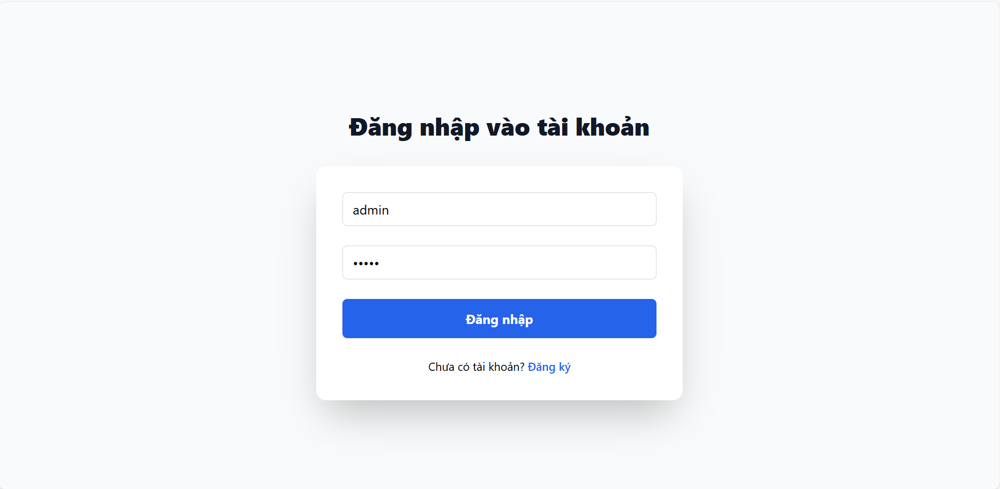 Đăng nhập vào tài khoản
admin
•••••
Đăng nhập
Chưa có tài khoản? Đăng ký